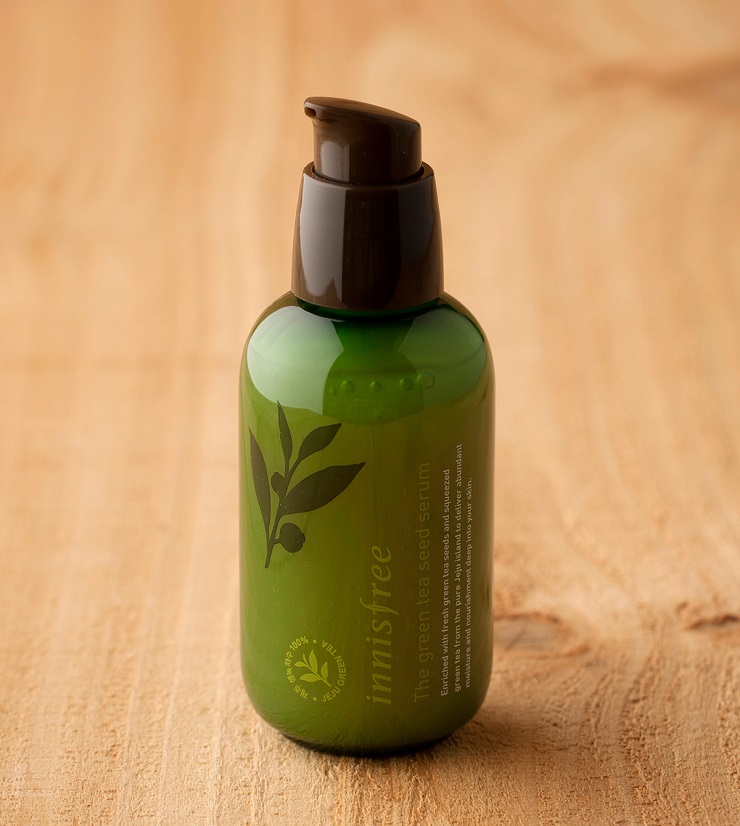 innisfree
The green tea seed serum
Enriched with fresh green tea seeds and squeezed
green tea from the pure Jeju island to deliver abundant
moisture and nourishment deep into your skin.
100% • JEJU GREEN TEA •